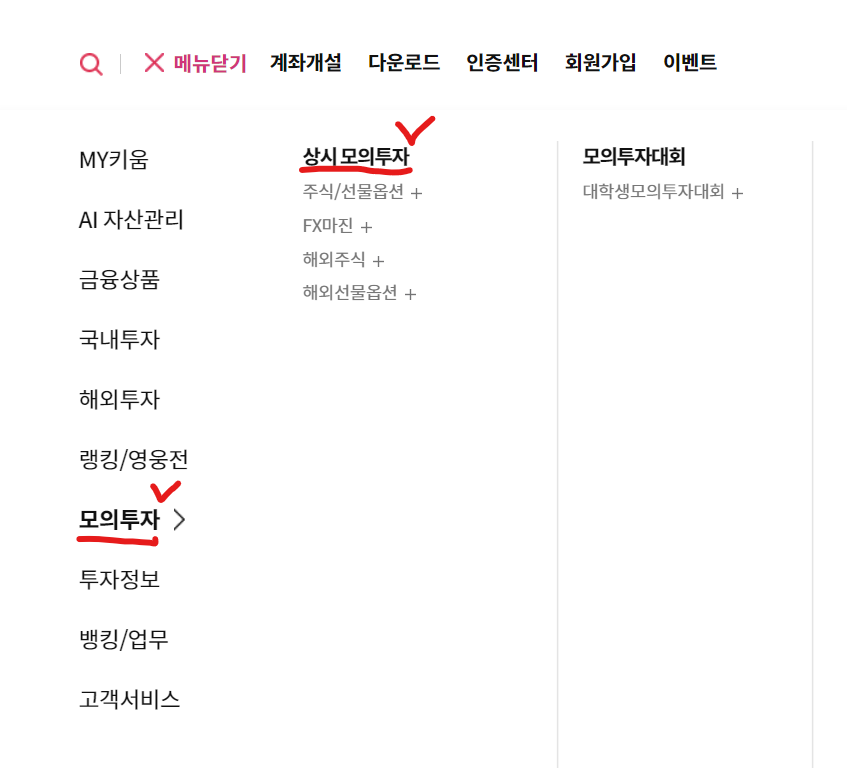 메뉴닫기 계좌개설 다운로드 인증센터 회원가입 이벤트
MY키움
AI 자산관리
금융상품
국내투자
해외투자
랭킹/영웅전
모의투자
투자정보
뱅킹/업무
고객서비스
상시 모의투자
주식/선물옵션 +
FX마진 +
해외주식 +
해외선물옵션 +
모의투자대회
대학생모의투자대회 +